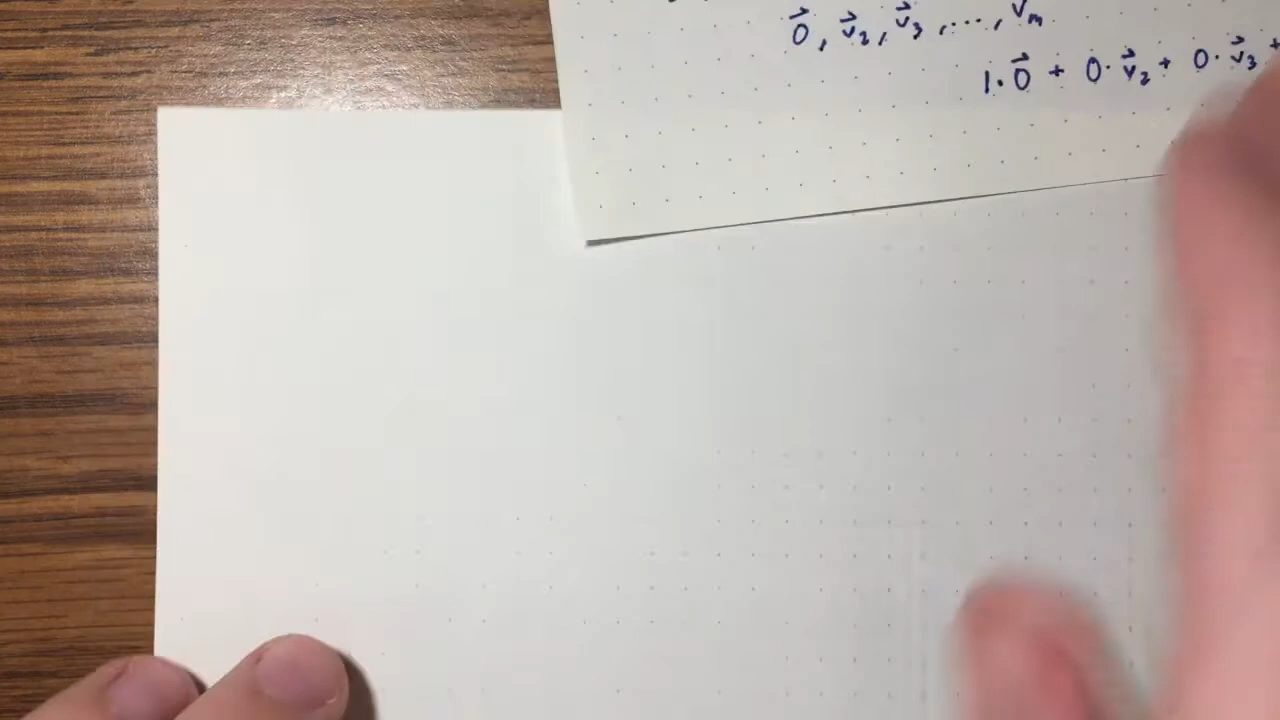 0⃗, v⃗₂, v⃗₃, ..., v⃗ₘ
1·0⃗ + 0·v⃗₂ + 0·v⃗₃ +